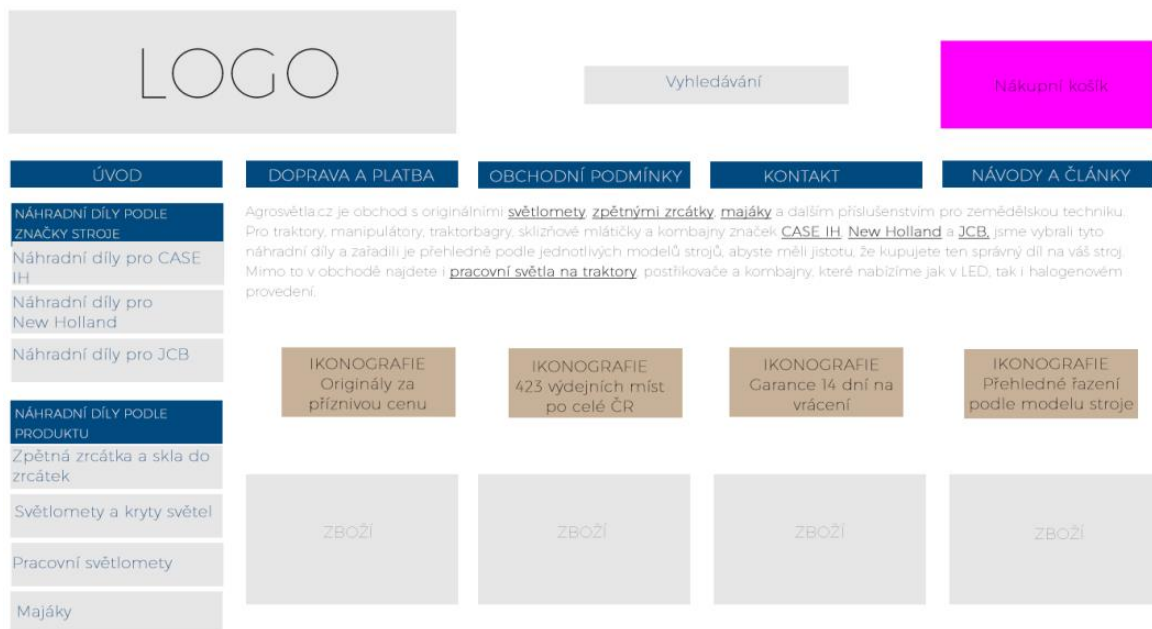 LOGO
Vyhledávání
Nákupní košík
ÚVOD
DOPRAVA A PLATBA
OBCHODNÍ PODMÍNKY
KONTAKT
NÁVODY A ČLÁNKY
NÁHRADNÍ DÍLY PODLE
ZNAČKY STROJE
Náhradní díly pro CASE
IH
Náhradní díly pro
New Holland
Náhradní díly pro JCB
NÁHRADNÍ DÍLY PODLE
PRODUKTU
Zpětná zrcátka a skla do
zrcátek
Světlomety a kryty světel
Pracovní světlomety
Majáky
Agrosvětla.cz je obchod s originálními světlomety, zpětnými zrcátky, majáky a dalším příslušenstvím pro zemědělskou techniku.
Pro traktory, manipulátory, traktorbagry, sklizňové mlátičky a kombajny značek CASE IH, New Holland a JCB, jsme vybrali tyto
náhradní díly a zařadili je přehledně podle jednotlivých modelů strojů, abyste měli jistotu, že kupujete ten správný díl na váš stroj.
Mimo to v obchodě najdete i pracovní světla na traktory, postřikovače a kombajny, které nabízíme jak v LED, tak i halogenovém
provedení.
IKONOGRAFIE
Originály za
příznivou cenu
IKONOGRAFIE
423 výdejních míst
po celé ČR
IKONOGRAFIE
Garance 14 dní na
vrácení
IKONOGRAFIE
Přehledné řazení
podle modelu stroje
ZBOŽÍ
ZBOŽÍ
ZBOŽÍ
ZBOŽÍ